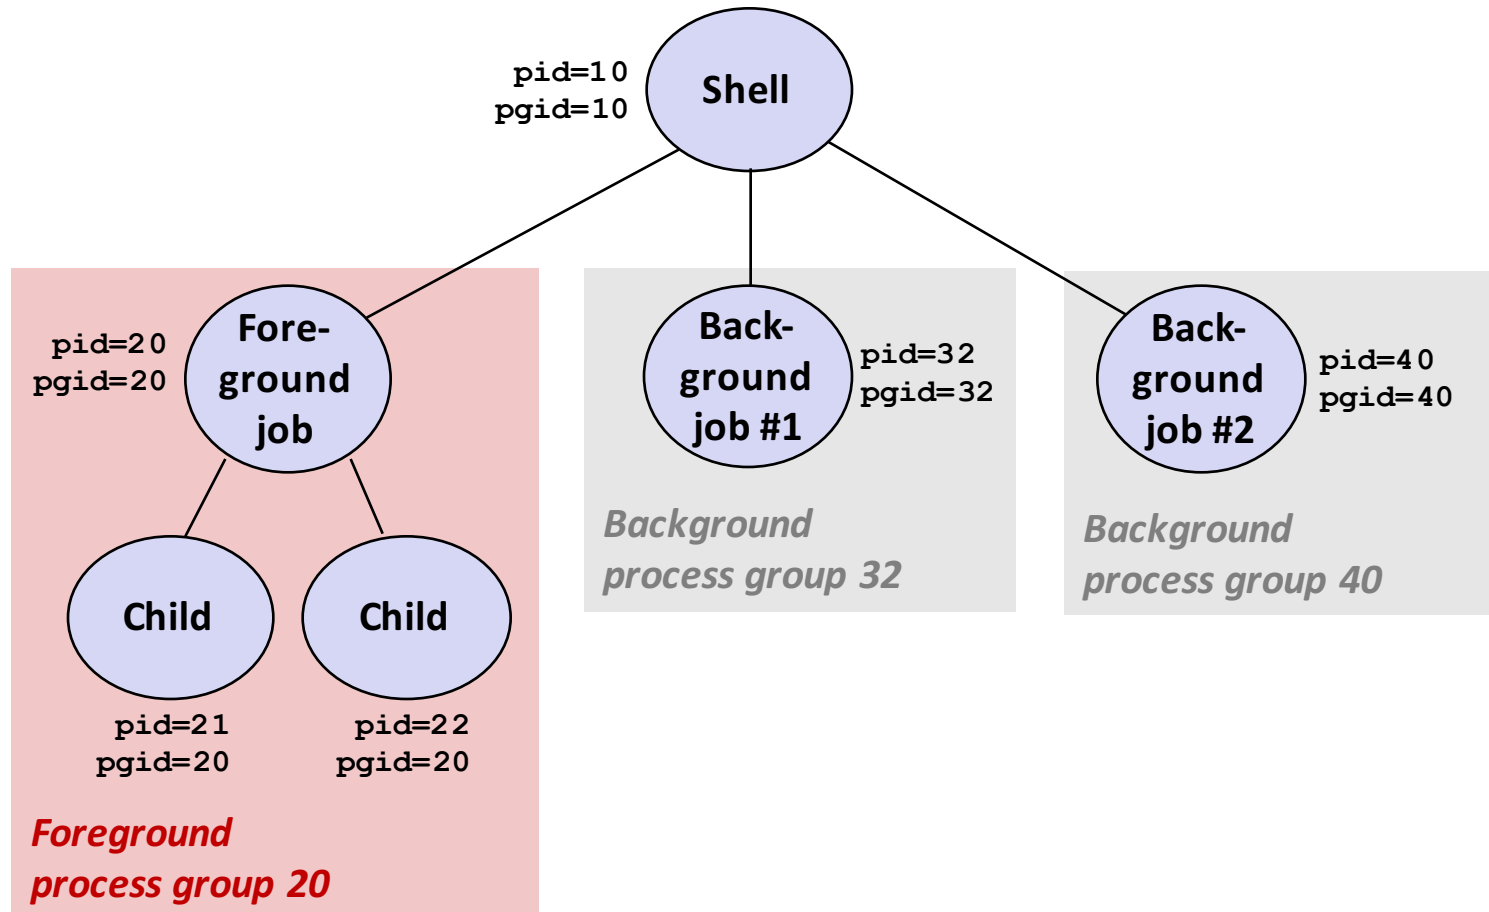 pid=10
pgid=10
Shell
pid=20
pgid=20
Fore-
ground
job
Back-
ground
job #1
pid=32
pgid=32
Back-
ground
job #2
pid=40
pgid=40
Background
process group 32
Background
process group 40
Child
Child
pid=21
pgid=20
pid=22
pgid=20
Foreground
process group 20